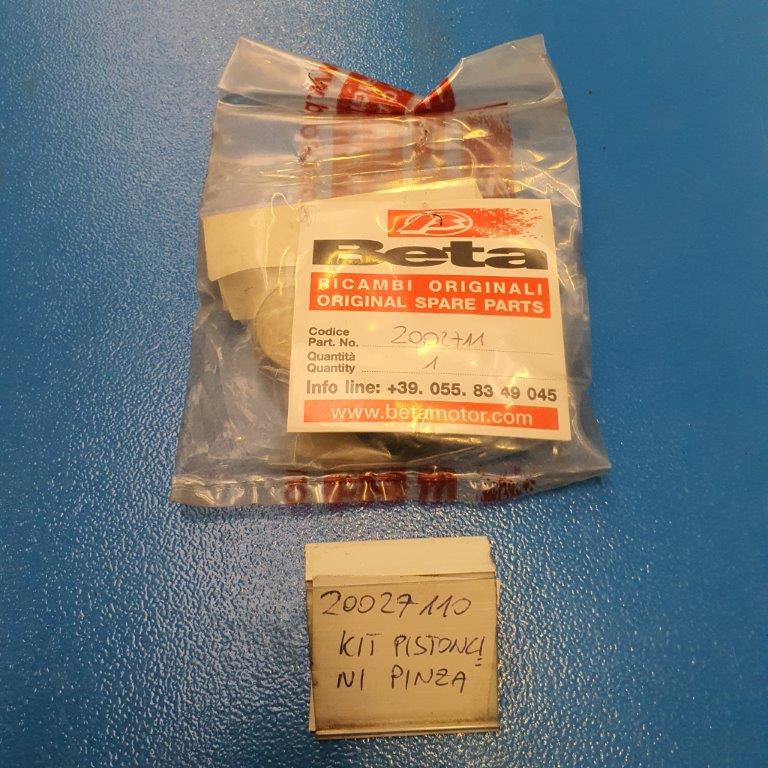 Beta
RICAMBI ORIGINALI
ORIGINAL SPARE PARTS
Codice
Part. No. 2002711
Quantità
Quantity 1
Info line: +39. 055. 83 49 045
www.betamotor.com
20027110
KIT PISTONCI
NI PINZA